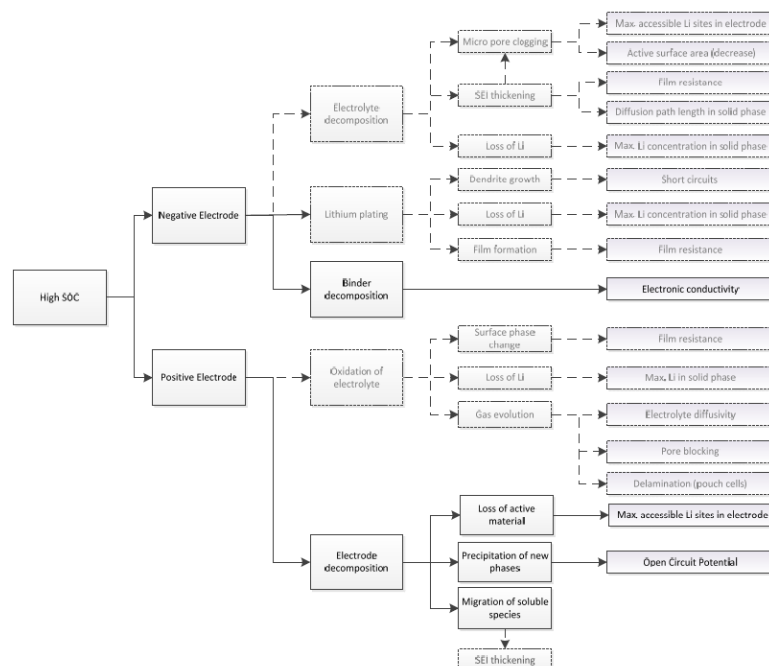 Max. accessible Li sites in electrode
Micro pore clogging
Active surface area (decrease)
Film resistance
Electrolyte
decomposition
SEI thickening
Diffusion path length in solid phase
Loss of Li
Max. Li concentration in solid phase
Dendrite growth
Short circuits
Negative Electrode
Lithium plating
Loss of Li
Max. Li concentration in solid phase
Film formation
Film resistance
High SOC
Binder
decomposition
Electronic conductivity
Surface phase
change
Film resistance
Positive Electrode
Oxidation of
electrolyte
Loss of Li
Max. Li in solid phase
Gas evolution
Electrolyte diffusivity
Pore blocking
Delamination (pouch cells)
Loss of active
material
Max. accessible Li sites in electrode
Electrode
decomposition
Precipitation of new
phases
Open Circuit Potential
Migration of soluble
species
SEI thickening